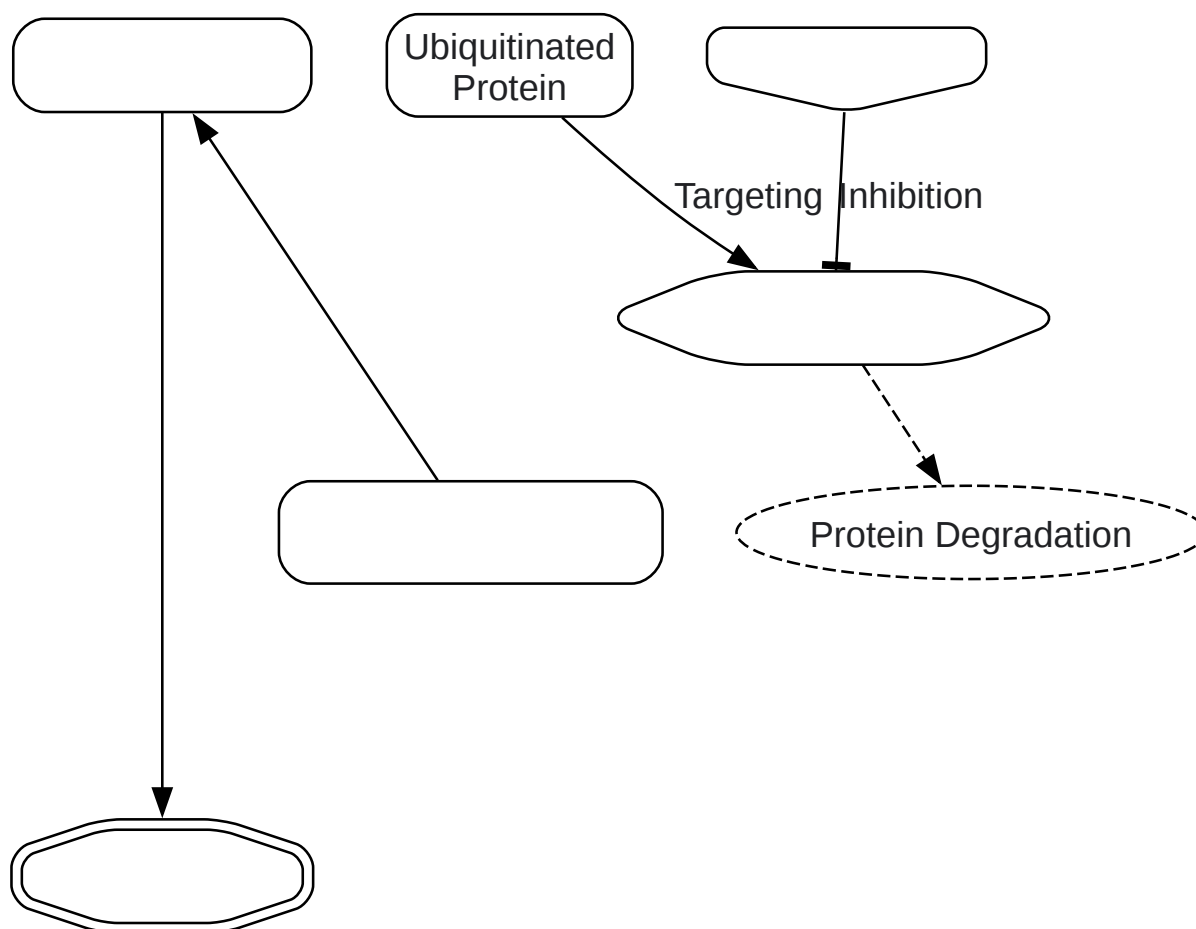 Ubiquitinated
Protein
Targeting
Inhibition
Protein Degradation